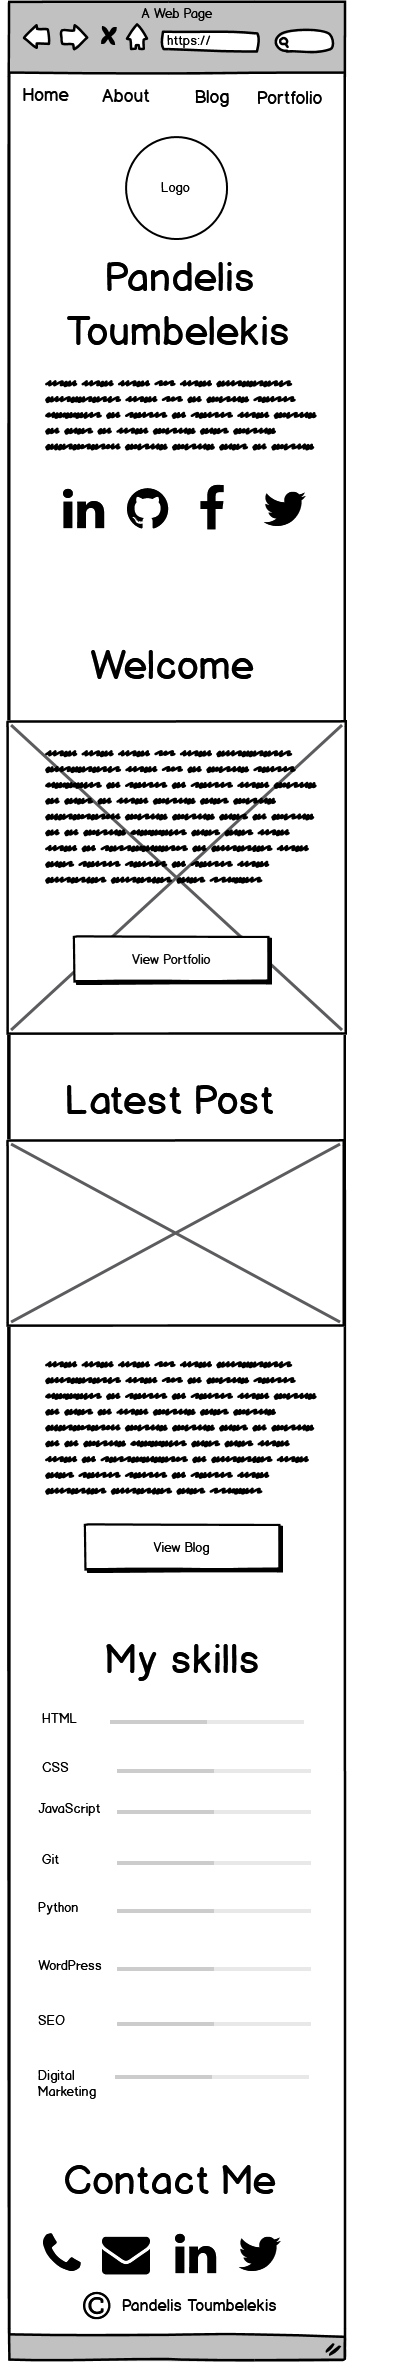 A Web Page
https://
Home About Blog Portfolio
Logo
Pandelis
Toumbelekis
Welcome
View Portfolio
Latest Post
View Blog
My skills
HTML
CSS
JavaScript
Git
Python
WordPress
SEO
Digital
Marketing
Contact Me
© Pandelis Toumbelekis